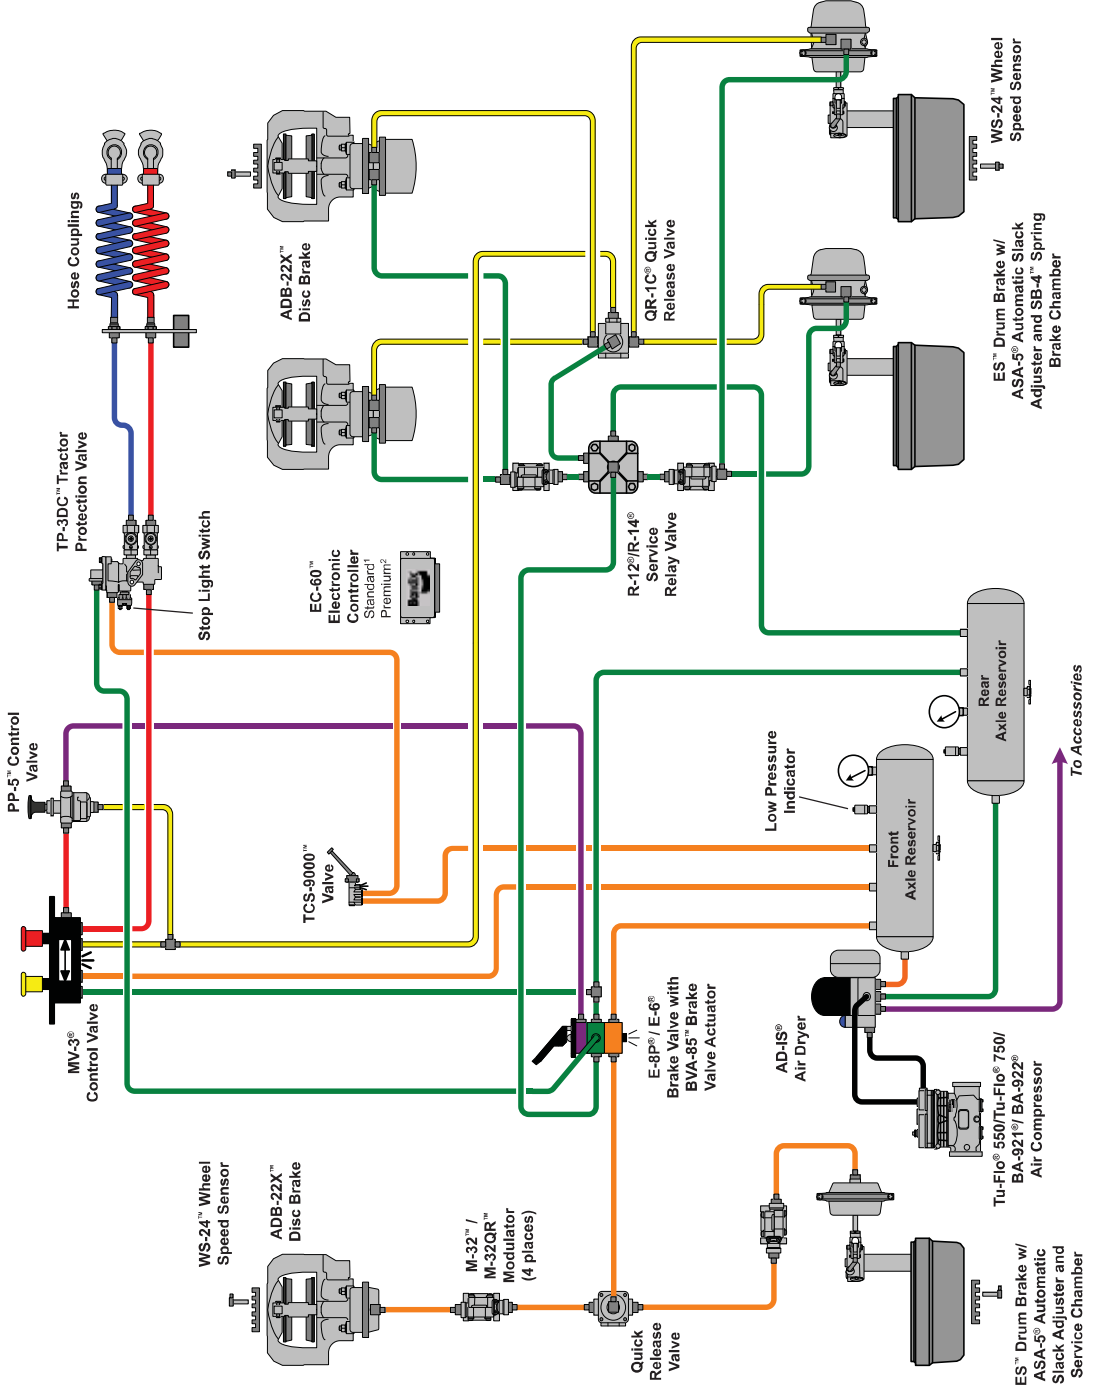 Hose Couplings
TP-3DC™ Tractor
Protection Valve
Stop Light Switch
PP-5™ Control
Valve
MV-3®
Control Valve
TCS-9000™
Valve
ADB-22X™
Disc Brake
EC-60™
Electronic
Controller
Standard¹
Premium²
Bendix
QR-1C® Quick
Release Valve
R-12®/R-14®
Service
Relay Valve
WS-24™ Wheel
Speed Sensor
ES™ Drum Brake w/
ASA-5® Automatic Slack
Adjuster and SB-4™ Spring
Brake Chamber
Rear
Axle Reservoir
Front
Axle Reservoir
Low Pressure
Indicator
To Accessories
E-8P® / E-6®
Brake Valve with
BVA-85™ Brake
Valve Actuator
AD-IS®
Air Dryer
Tu-Flo® 550/Tu-Flo® 750/
BA-921®/ BA-922®
Air Compressor
WS-24™ Wheel
Speed Sensor
ADB-22X™
Disc Brake
M-32™ /
M-32QR™
Modulator
(4 places)
Quick
Release
Valve
ES™ Drum Brake w/
ASA-5® Automatic
Slack Adjuster and
Service Chamber